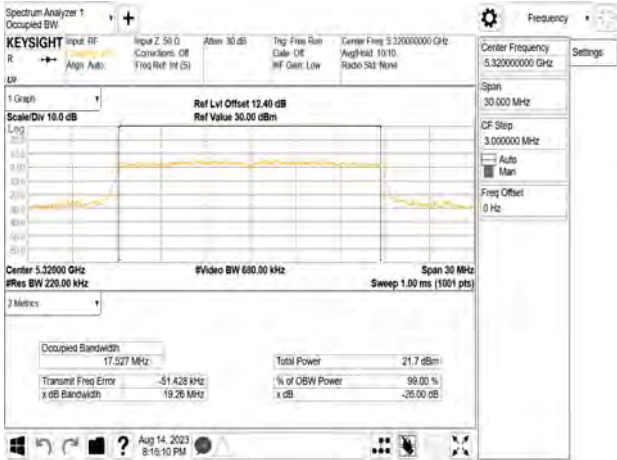 Spectrum Analyzer 1
Occupied BW
Frequency
KEYSIGHT
R
Input: RF
Align: Auto
Input Z: 50 Ω
Corrections: Off
Freq Ref: Int (S)
Atten: 30 dB
Trig: Free Run
Gate: Off
#IF Gain: Low
Center Freq: 5.320000000 GHz
Avg|Hold: 10/10
Radio Std: None
1 Graph
Scale/Div 10.0 dB
Log
Ref Lvl Offset 12.40 dB
Ref Value 30.00 dBm
Center 5.32000 GHz
#Res BW 220.00 kHz
#Video BW 680.00 kHz
Span 30 MHz
Sweep 1.00 ms (1001 pts)
2 Metrics
Occupied Bandwidth
17.527 MHz
Total Power
21.7 dBm
Transmit Freq Error
-51.428 kHz
% of OBW Power
99.00 %
x dB Bandwidth
19.26 MHz
x dB
-26.00 dB
Aug 14, 2023
8:16:10 PM
Center Frequency
5.320000000 GHz
Settings
Span
30.000 MHz
CF Step
3.000000 MHz
Auto
Man
Freq Offset
0 Hz